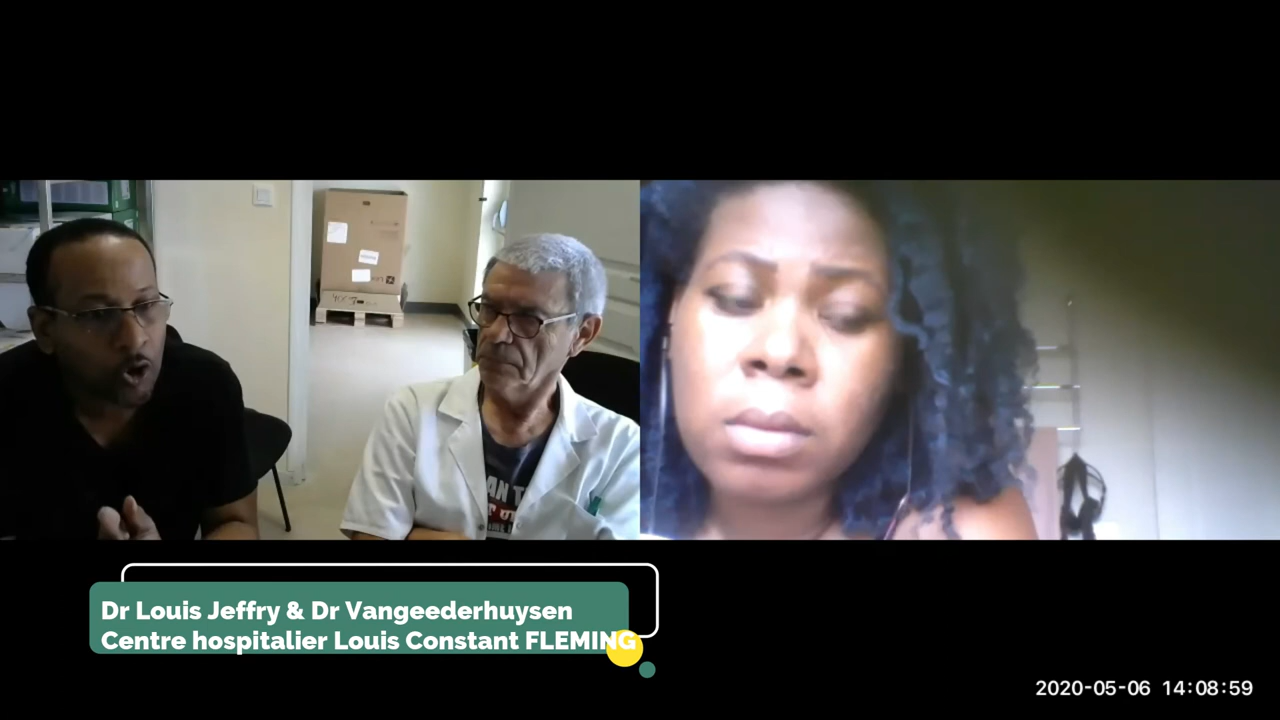 Dr Louis Jeffry & Dr Vangeederhuysen
Centre hospitalier Louis Constant FLEMING
2020-05-06 14:08:59